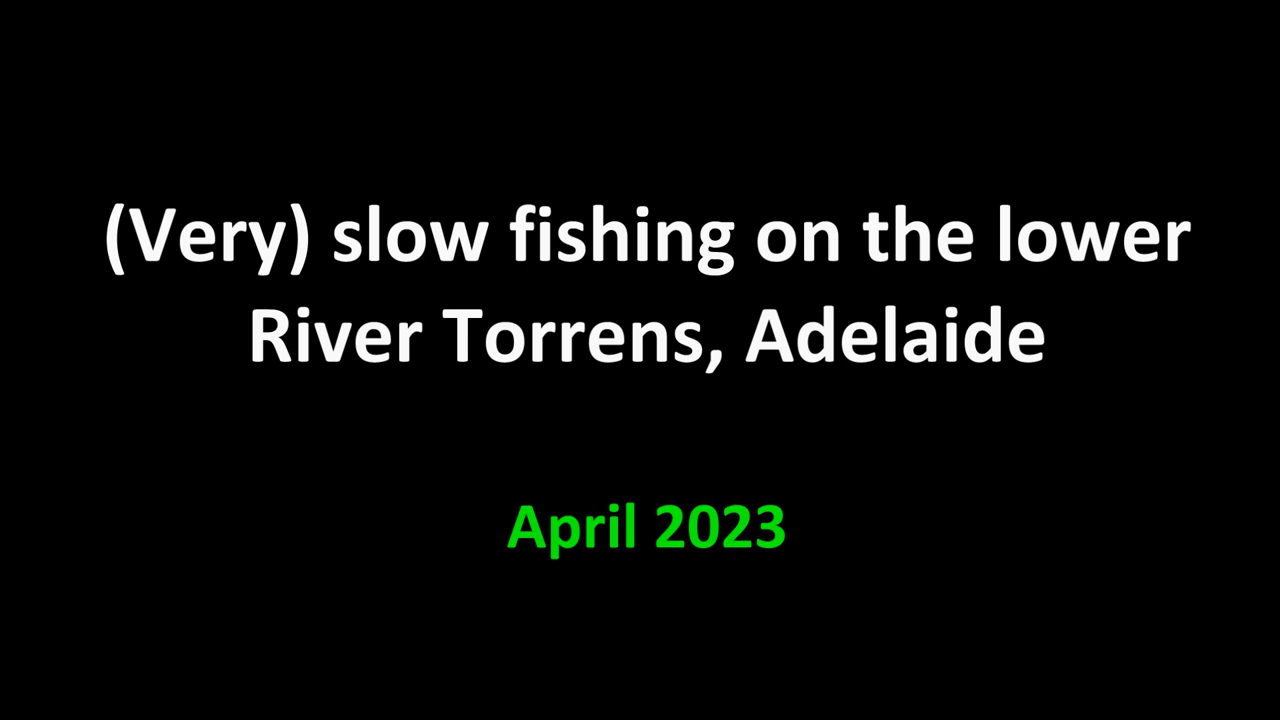 (Very) slow fishing on the lower
River Torrens, Adelaide
April 2023